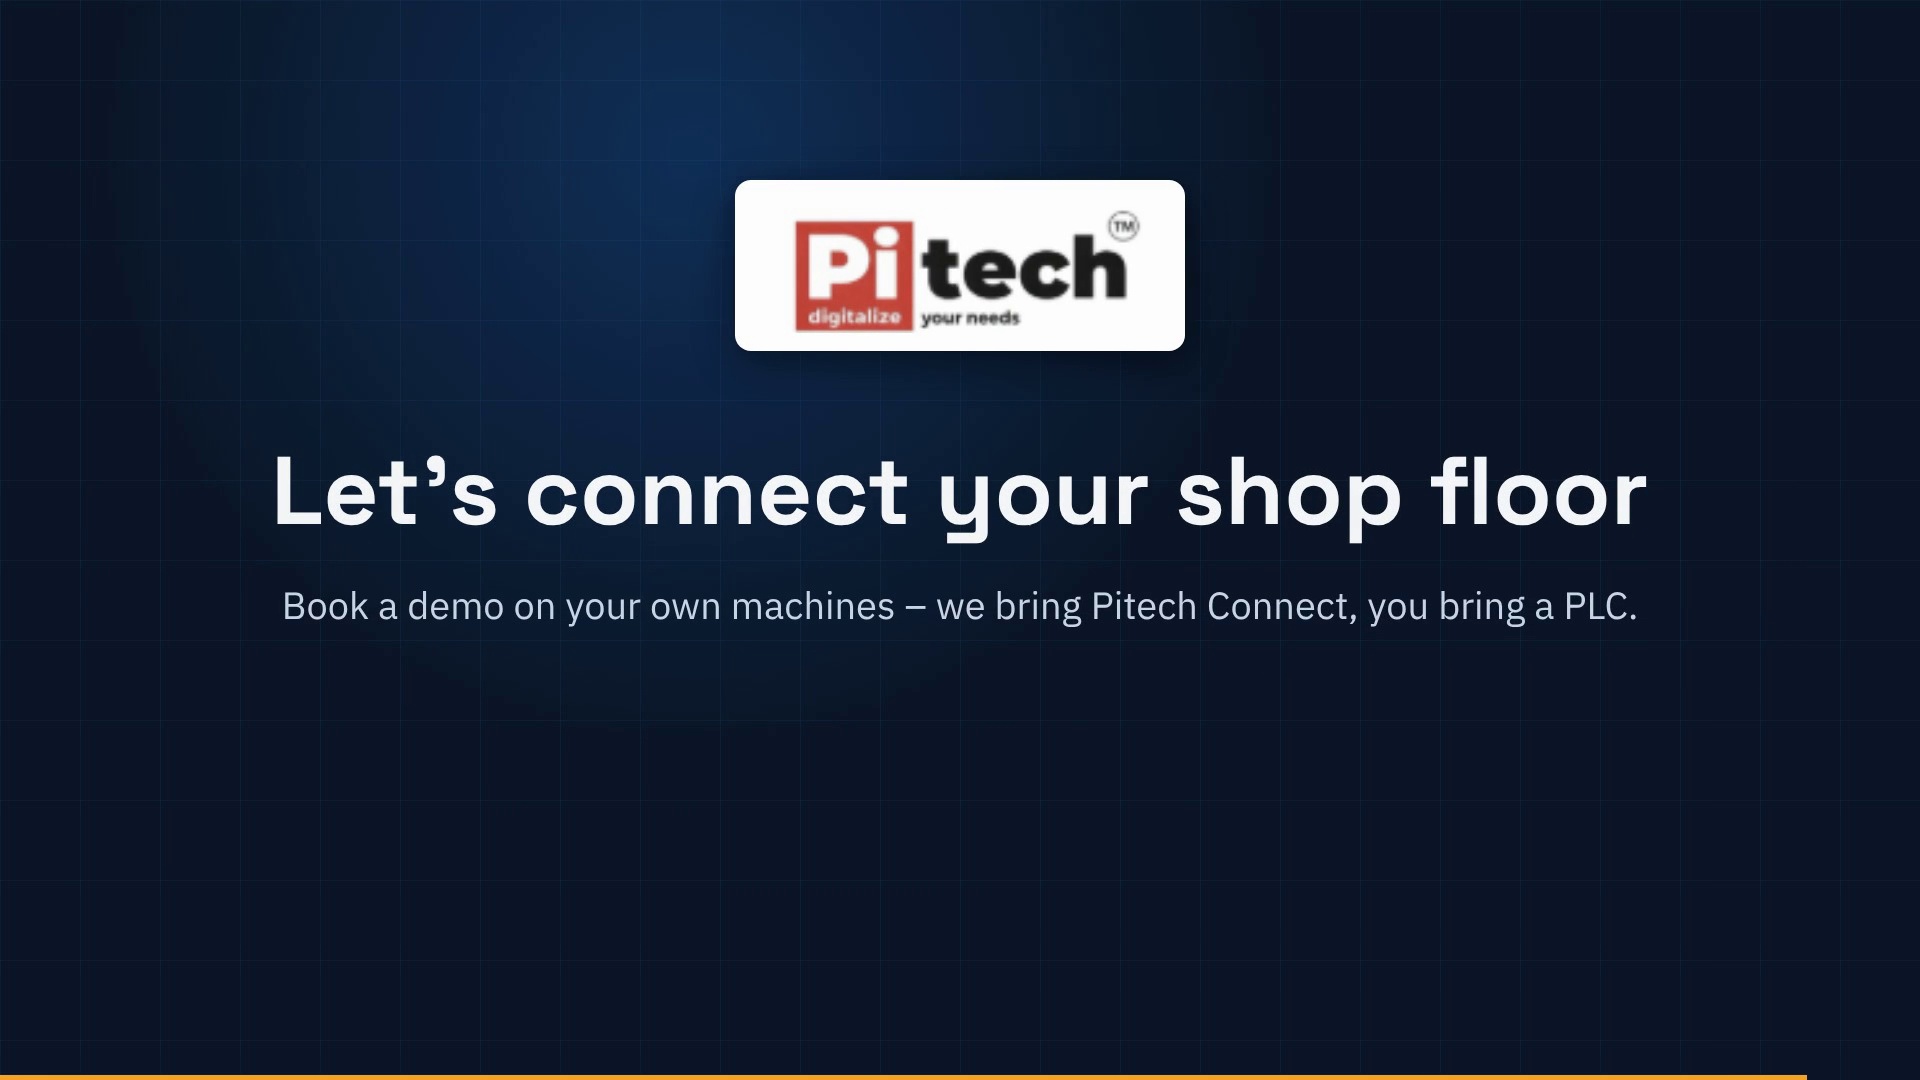 Pi tech TM
digitalize your needs
Let’s connect your shop floor
Book a demo on your own machines – we bring Pitech Connect, you bring a PLC.